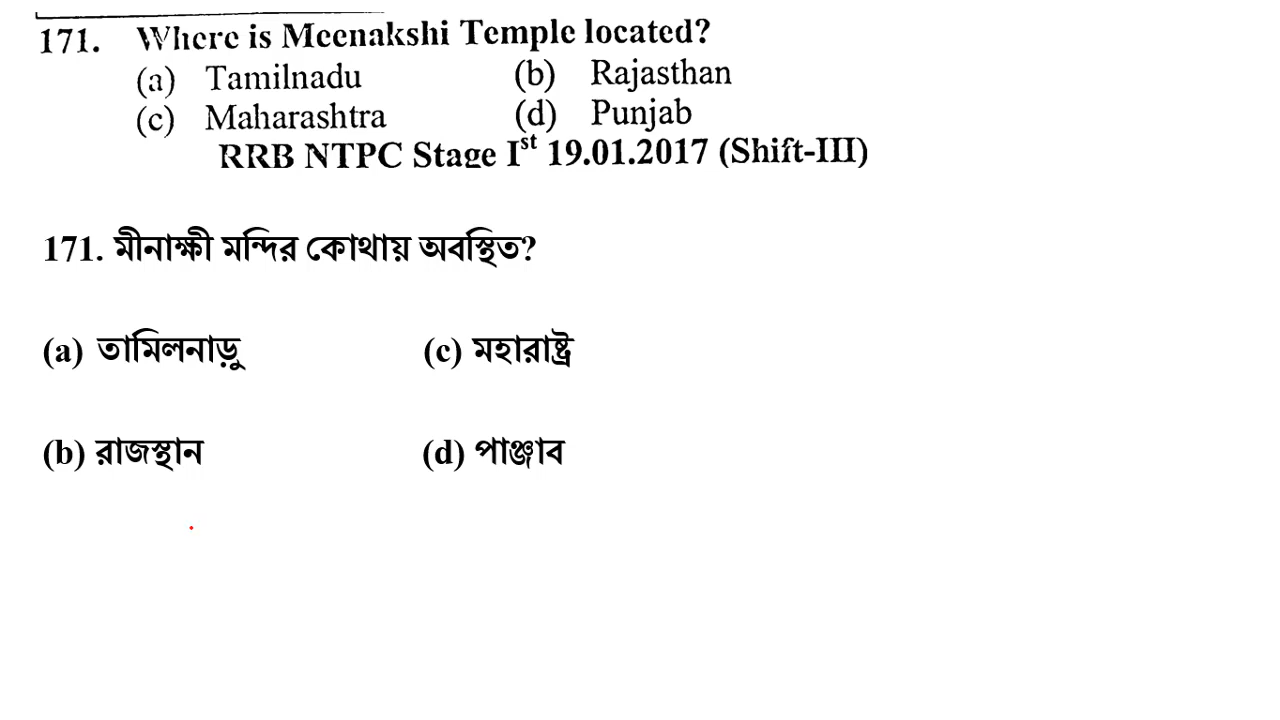 171. Where is Meenakshi Temple located?
(a) Tamilnadu (b) Rajasthan
(c) Maharashtra (d) Punjab
RRB NTPC Stage Ist 19.01.2017 (Shift-III)
171. মীনাক্ষী মন্দির কোথায় অবস্থিত?
(a) তামিলনাড়ু (c) মহারাষ্ট্র
(b) রাজস্থান (d) পাঞ্জাব